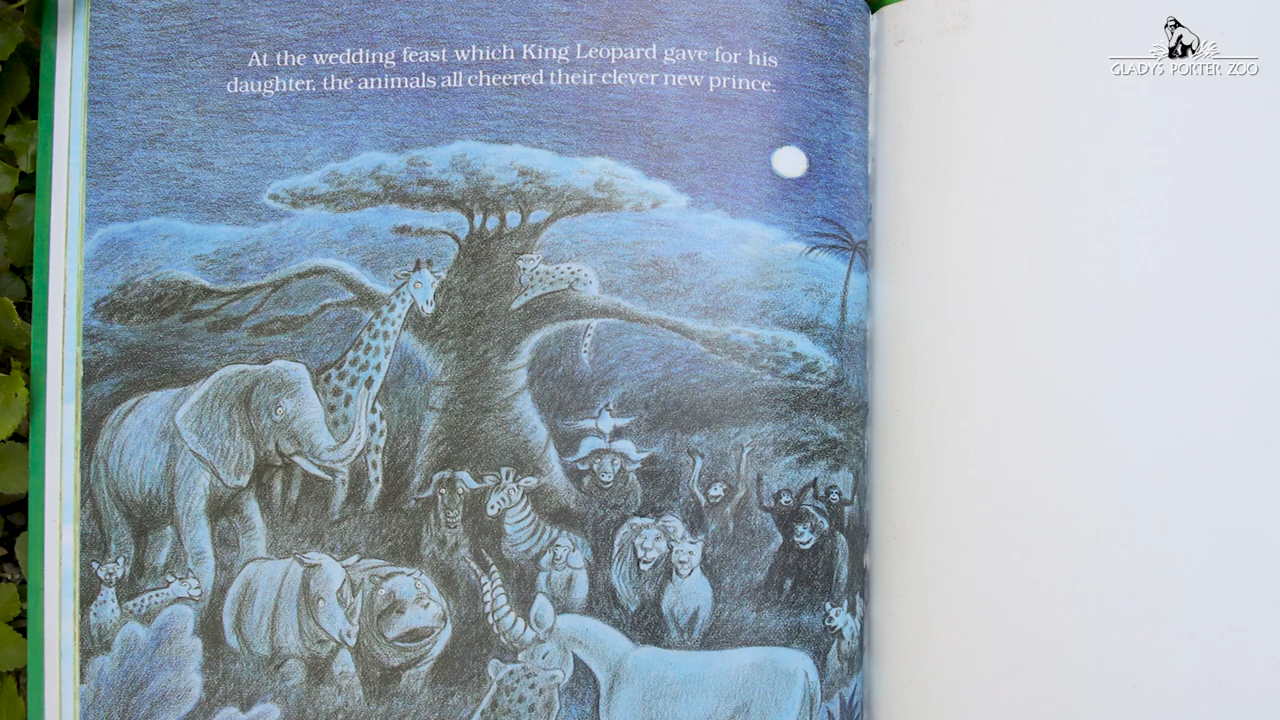 At the wedding feast which King Leopard gave for his
daughter, the animals all cheered their clever new prince.
GLADYS PORTER ZOO